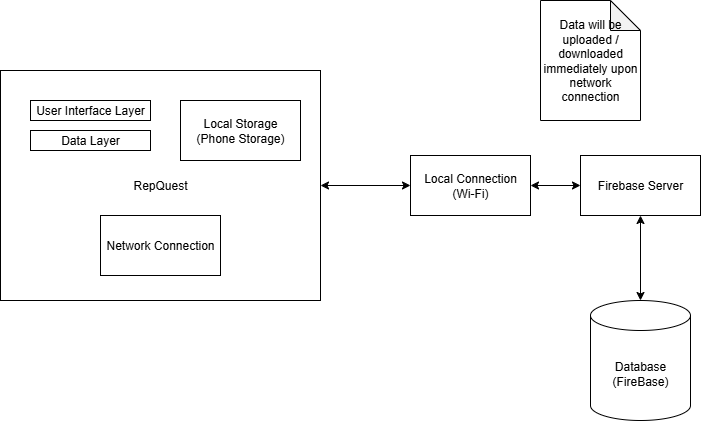 Data will be
uploaded /
downloaded
immediately upon
network
connection
User Interface Layer
Data Layer
Local Storage
(Phone Storage)
RepQuest
Network Connection
Local Connection
(Wi-Fi)
Firebase Server
Database
(FireBase)